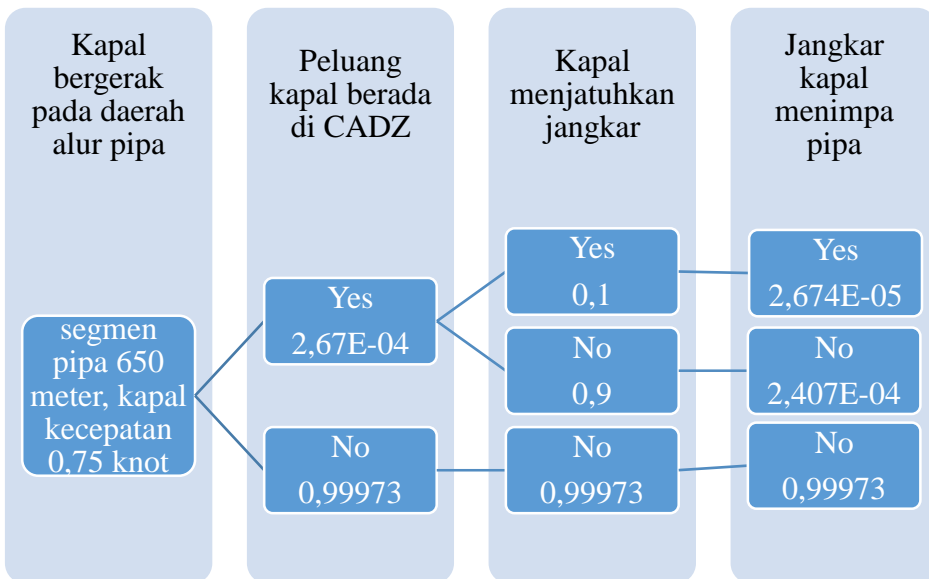 Kapal
bergerak
pada daerah
alur pipa
segmen
pipa 650
meter, kapal
kecepatan
0,75 knot
Peluang
kapal berada
di CADZ
Yes
2,67E-04
No
0,99973
Kapal
menjatuhkan
jangkar
Yes
0,1
No
0,9
No
0,99973
Jangkar
kapal
menimpa
pipa
Yes
2,674E-05
No
2,407E-04
No
0,99973